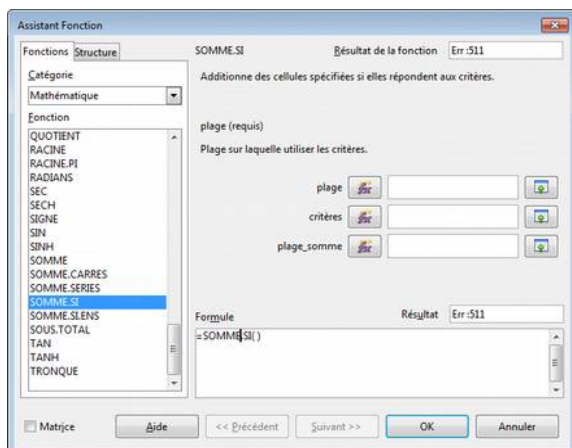 Assistant Fonction
Fonctions Structure
SOMME.SI Résultat de la fonction Err :511
Catégorie
Mathématique
Additionne des cellules spécifiées si elles répondent aux critères.
Fonction
QUOTIENT
RACINE
RACINE.PI
RADIANS
SEC
SECH
SIGNE
SIN
SINH
SOMME
SOMME.CARRES
SOMME.SERIES
SOMME.SI
SOMME.SI.ENS
SOUS.TOTAL
TAN
TANH
TRONQUE
plage (requis)
Plage sur laquelle utiliser les critères.
plage
critères
plage_somme
Formule Résultat Err :511
=SOMME.SI( )
Matrice Aide << Précédent Suivant >> OK Annuler